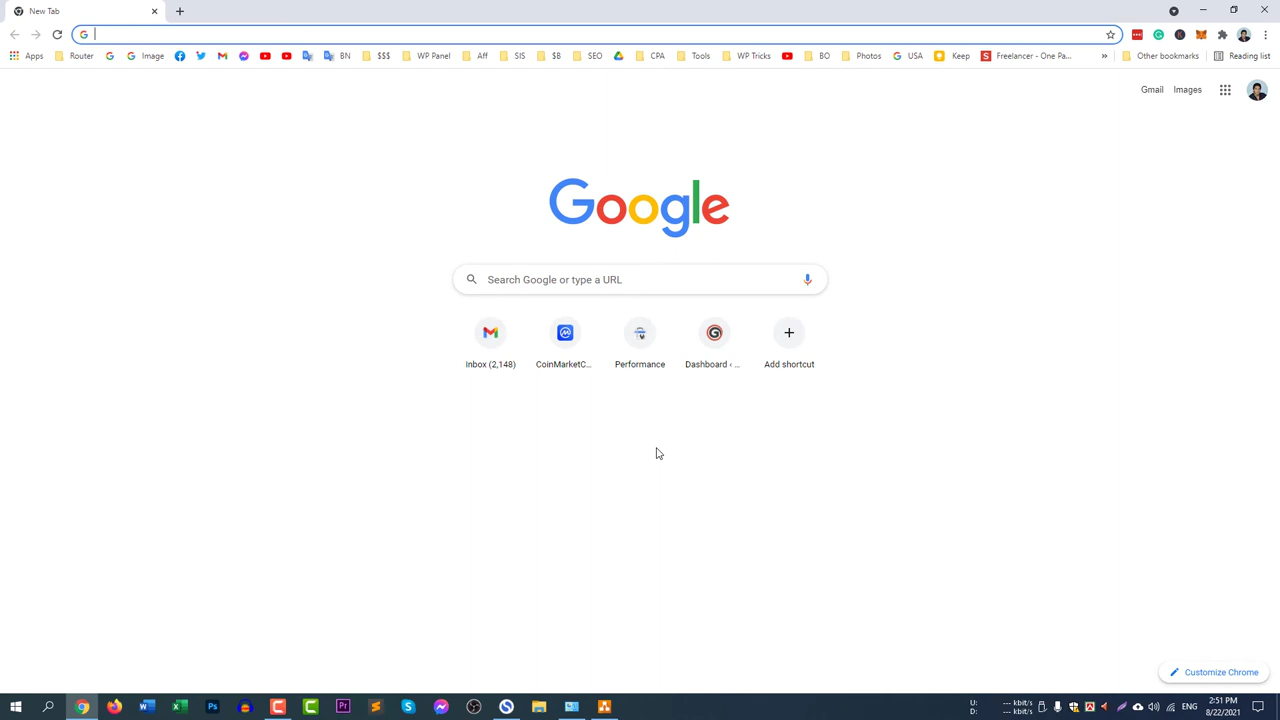 New Tab
Apps Router Image BN $$$ WP Panel Aff SIS $B SEO CPA Tools WP Tricks BO Photos USA Keep Freelancer - One Pa... » Other bookmarks Reading list
Gmail Images
Google
Search Google or type a URL
Inbox (2,148) CoinMarketC... Performance Dashboard ‹ ... Add shortcut
Customize Chrome
U: --- kbit/s
D: --- kbit/s
ENG
2:51 PM
8/22/2021